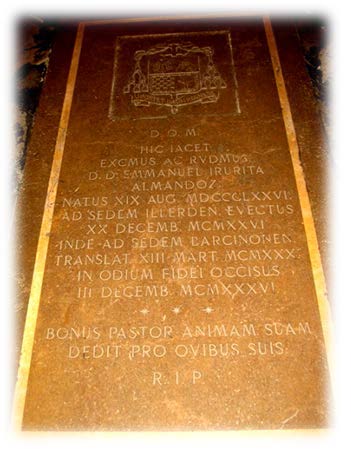 D. O. M.
HIC IACET
EXCMUS AC RVDMUS.
D. D. EMMANUEL IRURITA
ALMANDOZ:
NATUS XIX AUG. MDCCCLXXVI.
AD SEDEM ILLERDEN. EVECTUS
XX DECEMB. MCMXXVI
INDE AD SEDEM BARCINONEN.
TRANSLAT. XIII MART. MCMXXX.
IN ODIUM FIDEI OCCISUS
III DECEMB. MCMXXXVI.
* * *
BONUS PASTOR ANIMAM SUAM
DEDIT PRO OVIBUS SUIS.
R. I. P.